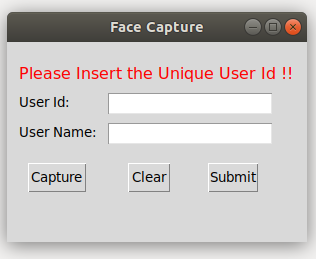 Face Capture
Please Insert the Unique User Id !!
User Id:
User Name:
Capture Clear Submit